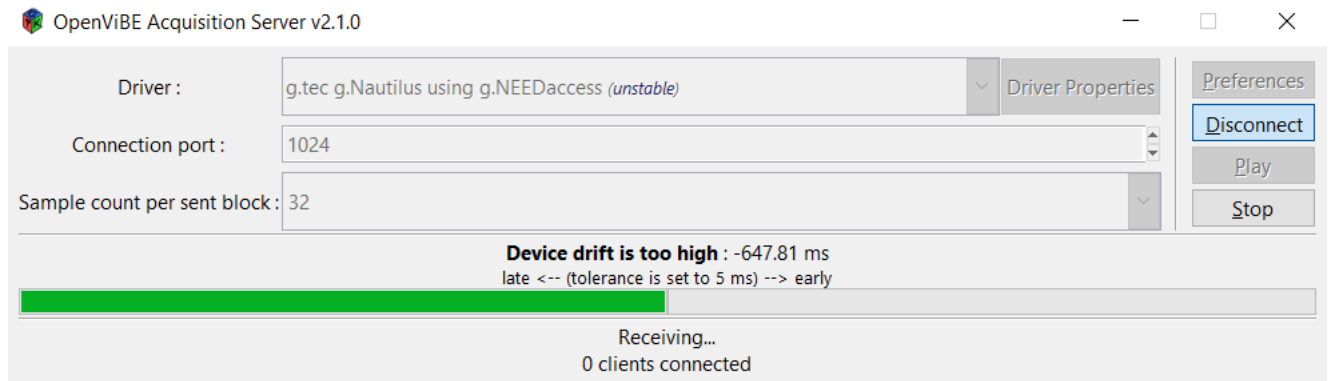 OpenViBE Acquisition Server v2.1.0
Driver :
g.tec g.Nautilus using g.NEEDaccess (unstable)
Driver Properties
Preferences
Connection port :
1024
Disconnect
Play
Sample count per sent block :
32
Stop
Device drift is too high : -647.81 ms
late <-- (tolerance is set to 5 ms) --> early
Receiving...
0 clients connected